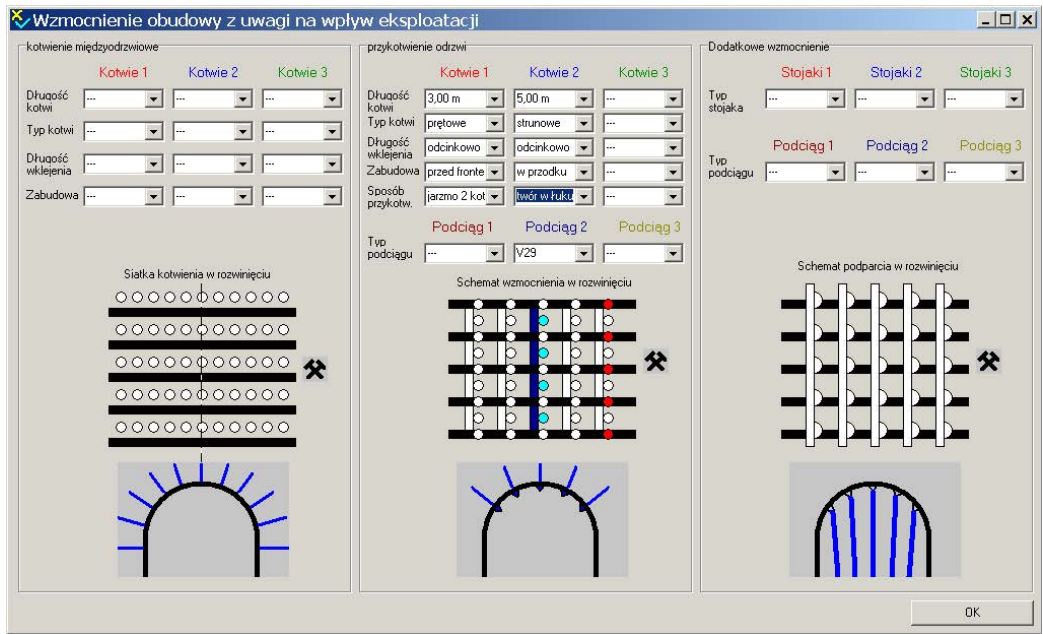 Wzmocnienie obudowy z uwagi na wpływ eksploatacji
kotwienie międzyodrzwiowe
Kotwie 1 Kotwie 2 Kotwie 3
Długość kotwi --- --- ---
Typ kotwi --- --- ---
Długość wklejenia --- --- ---
Zabudowa --- --- ---
Siatka kotwienia w rozwinięciu
przykotwienie odrzwi
Kotwie 1 Kotwie 2 Kotwie 3
Długość kotwi 3,00 m 5,00 m ---
Typ kotwi prętowe strunowe ---
Długość wklejenia odcinkowo odcinkowo ---
Zabudowa przed fronte w przodku ---
Sposób przykotw. jarzmo 2 kot twór w łuku ---
Podciąg 1 Podciąg 2 Podciąg 3
Typ podciągu --- V29 ---
Schemat wzmocnienia w rozwinięciu
Dodatkowe wzmocnienie
Stojaki 1 Stojaki 2 Stojaki 3
Typ stojaka --- --- ---
Podciąg 1 Podciąg 2 Podciąg 3
Typ podciągu --- --- ---
Schemat podparcia w rozwinięciu
OK